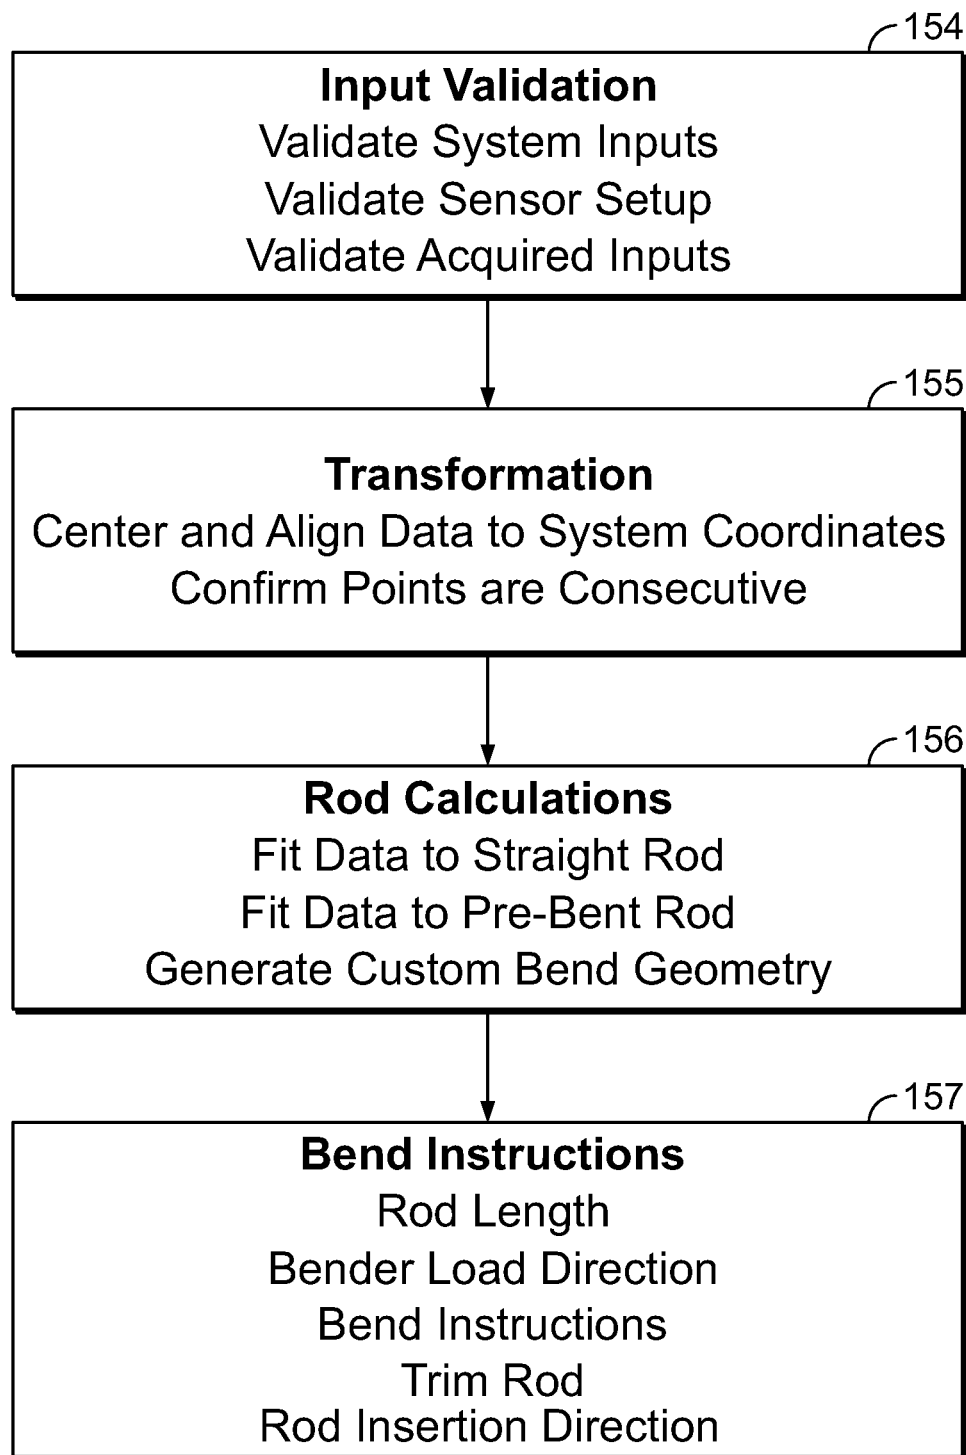 154
Input Validation
Validate System Inputs
Validate Sensor Setup
Validate Acquired Inputs
155
Transformation
Center and Align Data to System Coordinates
Confirm Points are Consecutive
156
Rod Calculations
Fit Data to Straight Rod
Fit Data to Pre-Bent Rod
Generate Custom Bend Geometry
157
Bend Instructions
Rod Length
Bender Load Direction
Bend Instructions
Trim Rod
Rod Insertion Direction